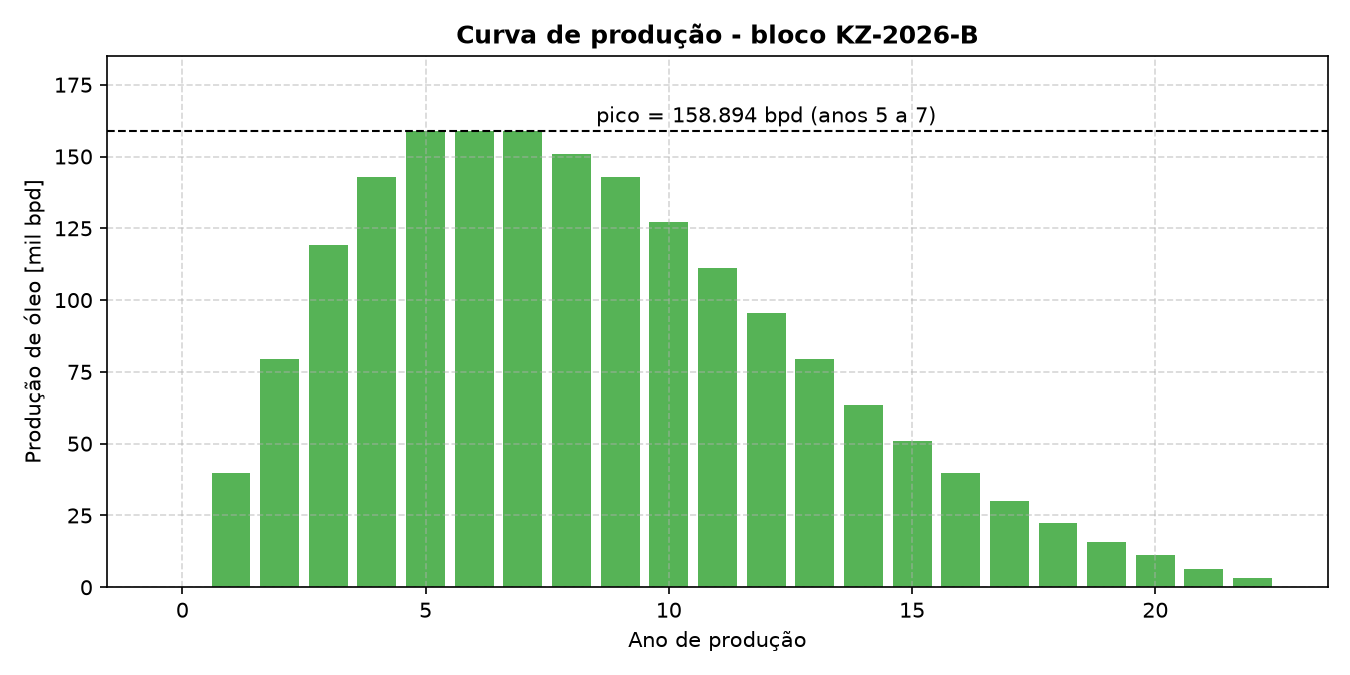 Curva de produção - bloco KZ-2026-B
pico = 158.894 bpd (anos 5 a 7)
Produção de óleo [mil bpd]
175
150
125
100
75
50
25
0
0 5 10 15 20
Ano de produção